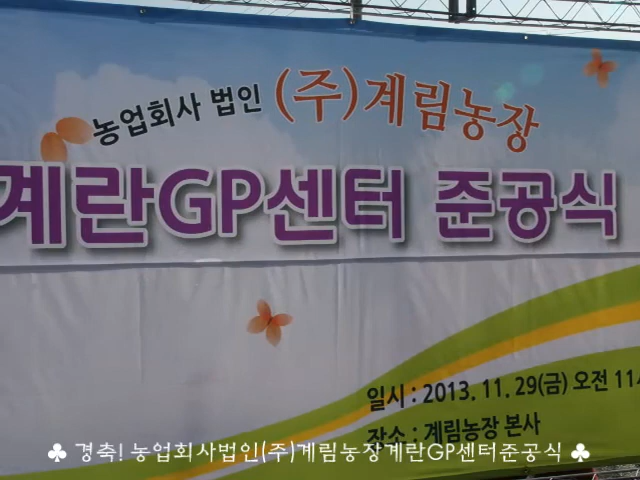 농업회사 법인 (주)계림농장
계란GP센터 준공식
일시 : 2013. 11. 29(금) 오전 11
장소 : 계림농장 본사
♣ 경축! 농업회사법인(주)계림농장계란GP센터준공식 ♣